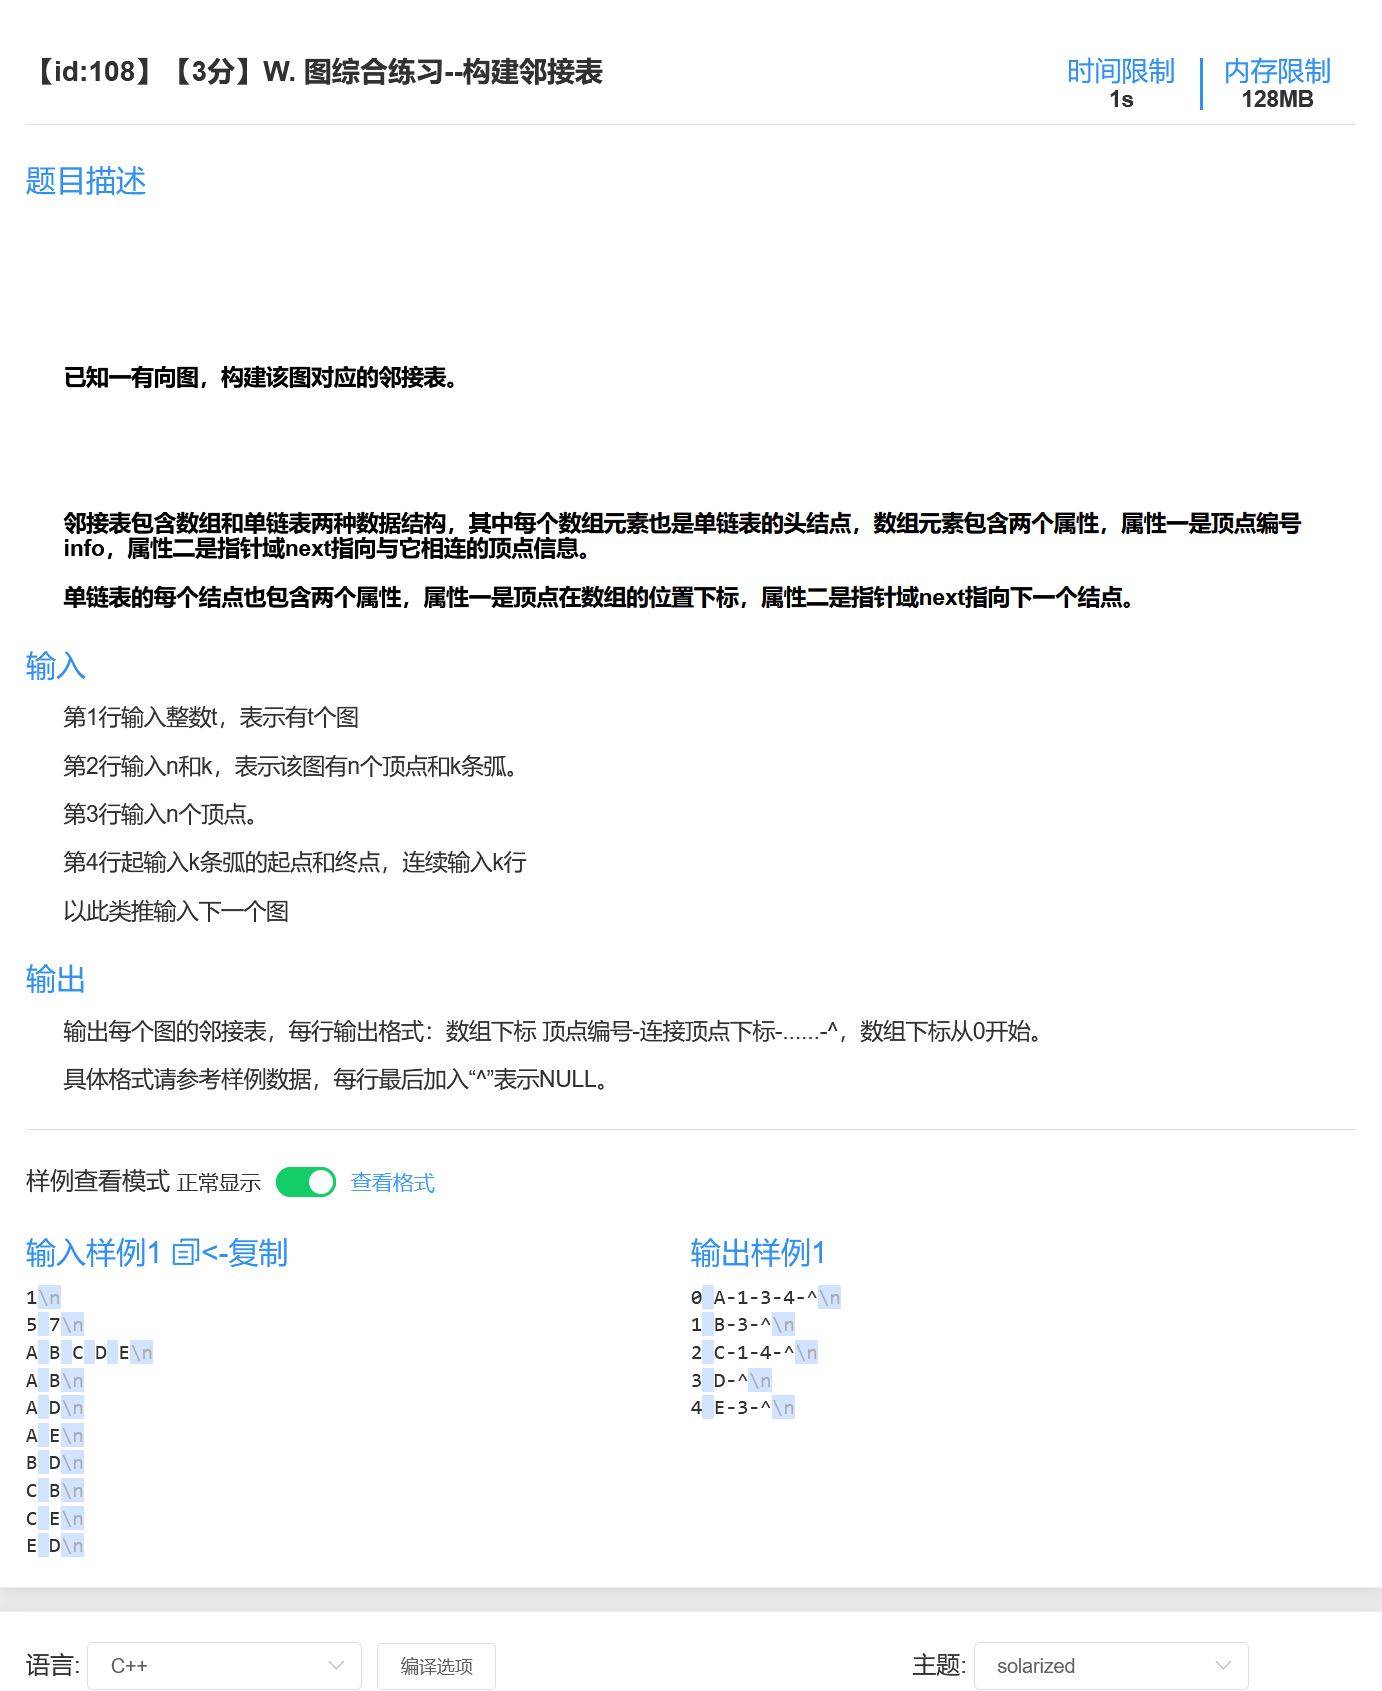 【id:108】【3分】W. 图综合练习--构建邻接表
时间限制
1s
内存限制
128MB
题目描述
已知一有向图，构建该图对应的邻接表。
邻接表包含数组和单链表两种数据结构，其中每个数组元素也是单链表的头结点，数组元素包含两个属性，属性一是顶点编号
info，属性二是指针域next指向与它相连的顶点信息。
单链表的每个结点也包含两个属性，属性一是顶点在数组的位置下标，属性二是指针域next指向下一个结点。
输入
第1行输入整数t，表示有t个图
第2行输入n和k，表示该图有n个顶点和k条弧。
第3行输入n个顶点。
第4行起输入k条弧的起点和终点，连续输入k行
以此类推输入下一个图
输出
输出每个图的邻接表，每行输出格式：数组下标 顶点编号-连接顶点下标-......-^，数组下标从0开始。
具体格式请参考样例数据，每行最后加入“^”表示NULL。
样例查看模式 正常显示 查看格式
输入样例1 <-复制
1\n
5 7\n
A B C D E\n
A B\n
A D\n
A E\n
B D\n
C B\n
C E\n
E D\n
输出样例1
0 A-1-3-4-^\n
1 B-3-^\n
2 C-1-4-^\n
3 D-^\n
4 E-3-^\n
语言: C++ 编译选项 主题: solarized